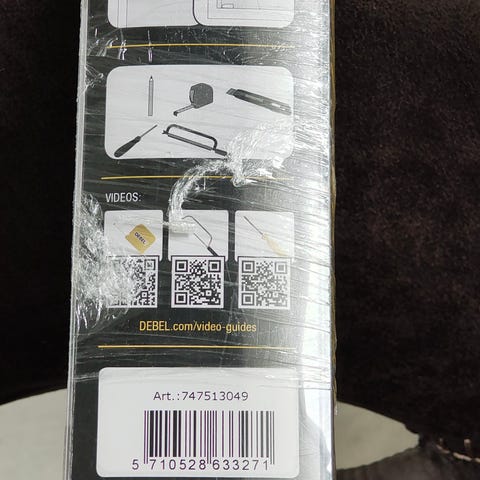 VIDEOS:
DEBEL
DEBEL.com/video-guides
Art.:747513049
5 710528 633271